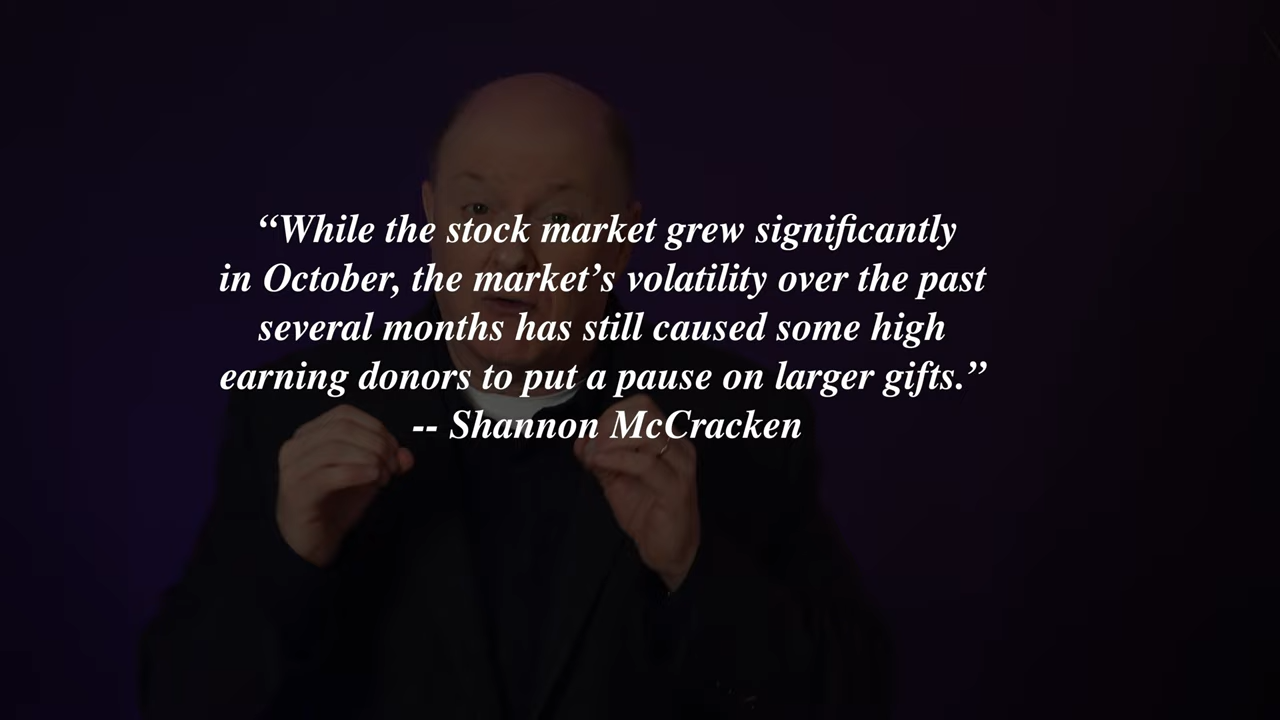 “While the stock market grew significantly
in October, the market’s volatility over the past
several months has still caused some high
earning donors to put a pause on larger gifts.”
-- Shannon McCracken